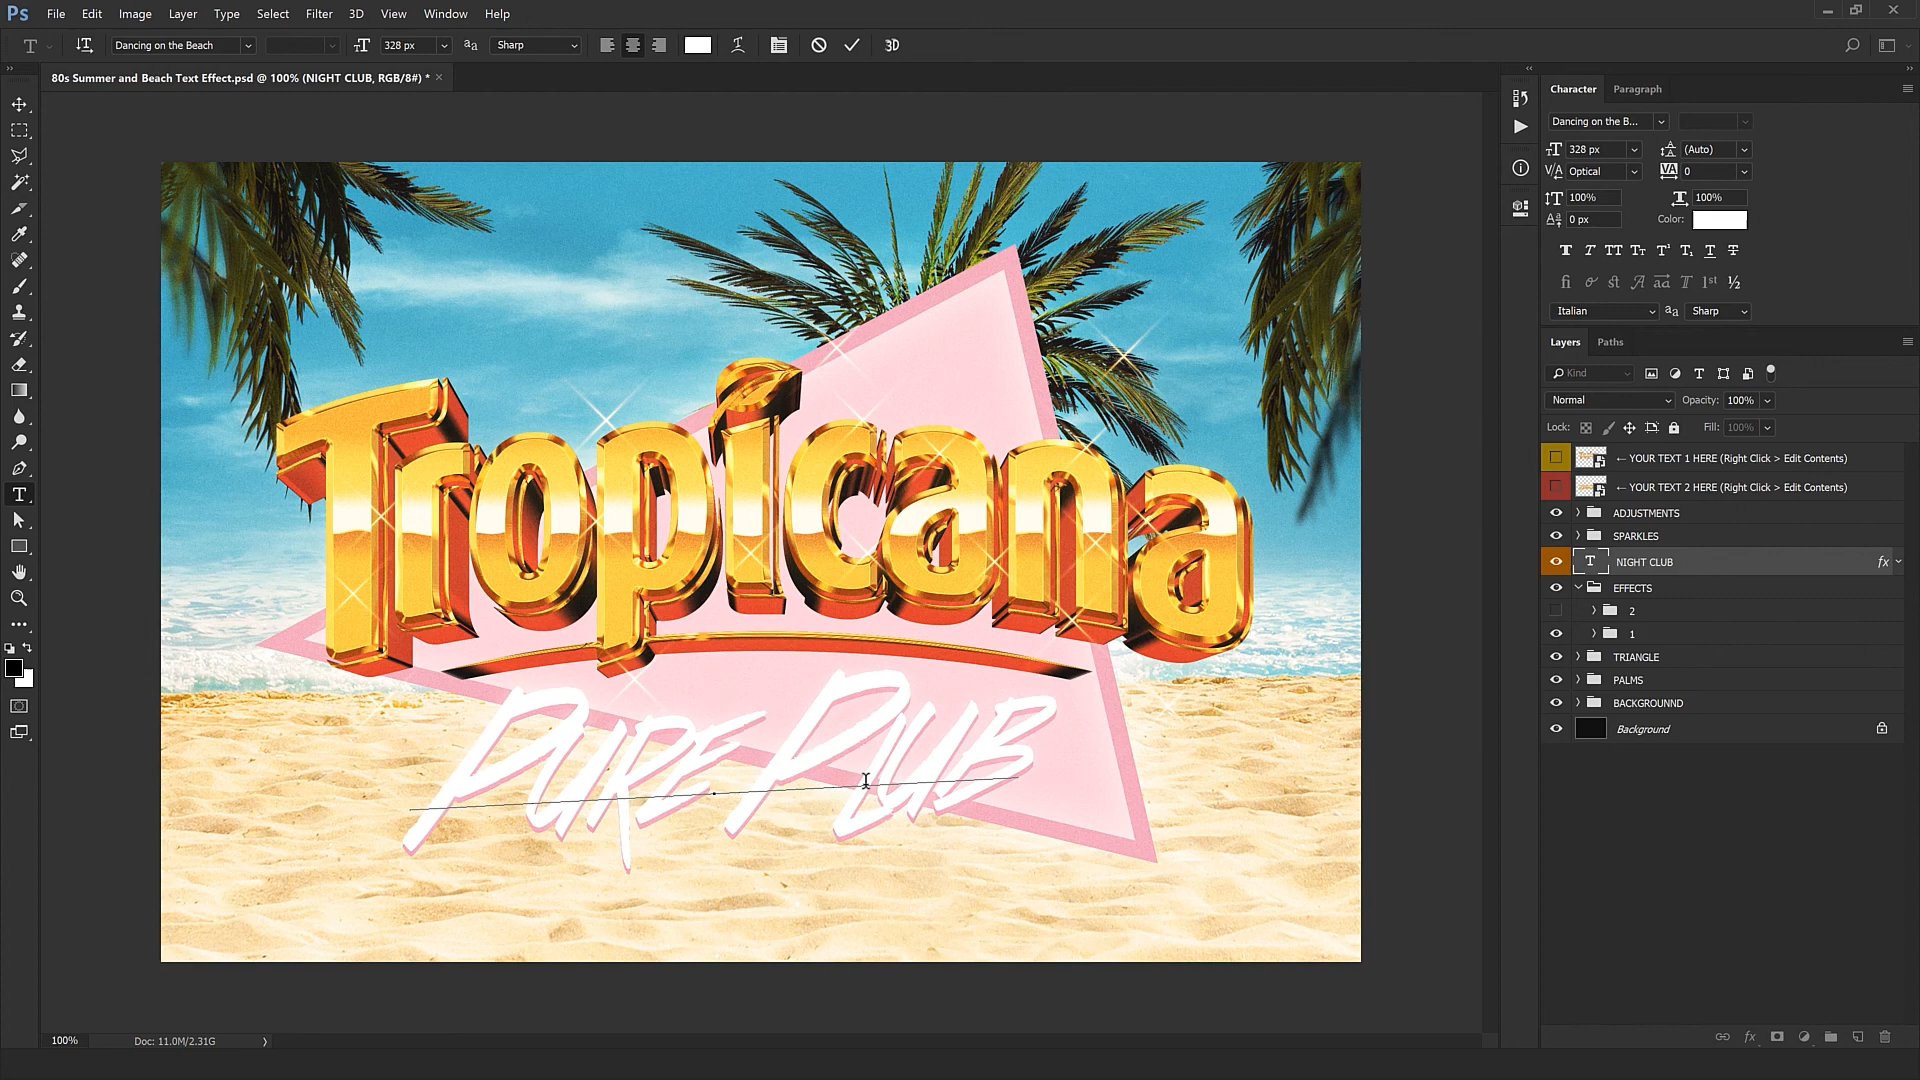 Ps File Edit Image Layer Type Select Filter 3D View Window Help
Dancing on the Beach 328 px Sharp 3D
80s Summer and Beach Text Effect.psd @ 100% (NIGHT CLUB, RGB/8#) *
Tropicana
PURE PUB
100% Doc: 11.0M/2.31G
Character Paragraph
Dancing on the B...
328 px (Auto)
Optical 0
100% 100%
0 px Color:
Italian Sharp
Layers Paths
Kind
Normal Opacity: 100%
Lock: Fill: 100%
←YOUR TEXT 1 HERE (Right Click > Edit Contents)
←YOUR TEXT 2 HERE (Right Click > Edit Contents)
ADJUSTMENTS
SPARKLES
NIGHT CLUB fx
EFFECTS
2
1
TRIANGLE
PALMS
BACKGROUNND
Background
fx